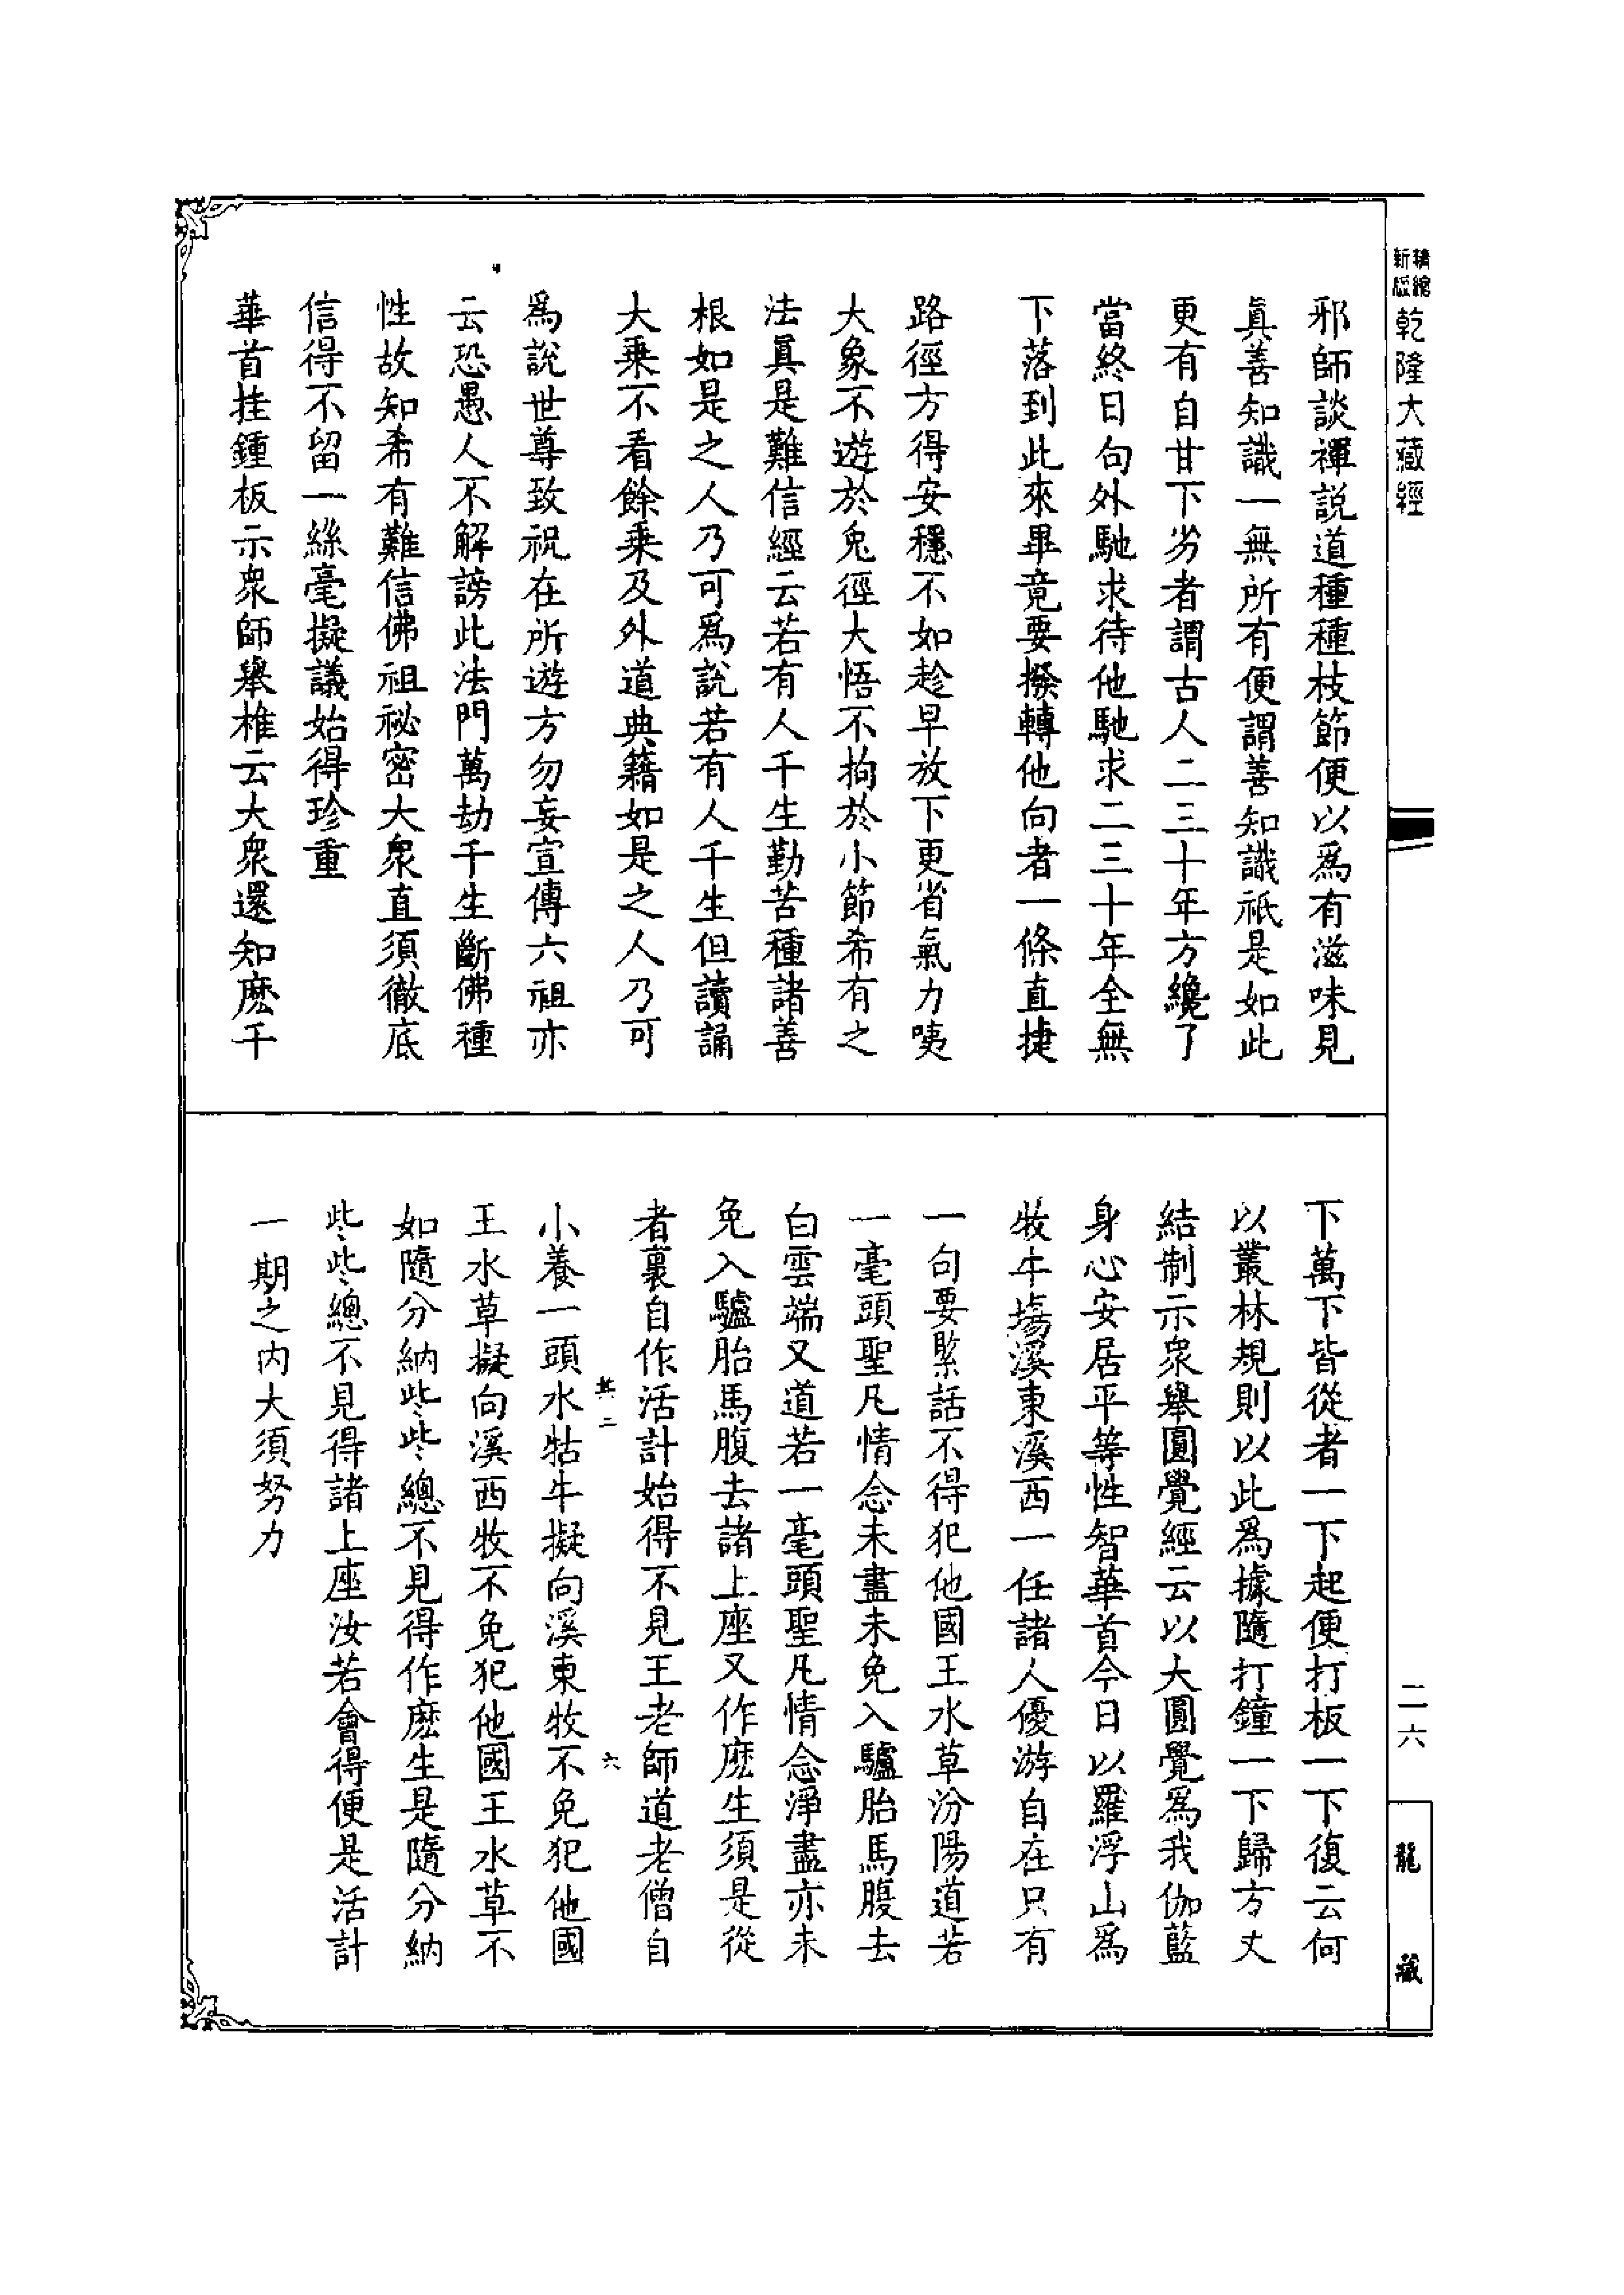 新編
縮版
乾隆大藏經
邪師談禪說道種種枝節便以爲有滋味見
眞善知識一無所有便謂善知識祇是如此
更有自甘下劣者謂古人二三十年方纔了
當終日句外馳求待他馳求二三十年全無
下落到此來畢竟要撥轉他向者一條直捷
路徑方得安穩不如趁早放下更省氣力咦
大象不遊於兔徑大悟不拘於小節希有之
法眞是難信經云若有人千生勤苦種諸善
根如是之人乃可爲說若有人千生但讀誦
大乘不看餘乘及外道典籍如是之人乃可
爲說世尊致祝在所遊方勿妄宣傳六祖亦
云恐愚人不解謗此法門萬劫千生斷佛種
性故知希有難信佛祖祕密大衆直須徹底
信得不留一絲毫擬議始得珍重
華首挂鍾板示衆師舉椎云大衆還知麽千
下萬下皆從者一下起便打板一下復云何
以叢林規則以此爲據隨打鐘一下歸方丈
結制示衆舉圓覺經云以大圓覺爲我伽藍
身心安居平等性智華首今日以羅浮山爲
牧牛塲溪東溪西一任諸人優游自在只有
一句要緊話不得犯他國王水草汾陽道若
一毫頭聖凡情念未盡未免入驢胎馬腹去
白雲端又道若一毫頭聖凡情念淨盡亦未
免入驢胎馬腹去諸上座又作麽生須是從
者裏自作活計始得不見王老師道老僧自
其二 六
小養一頭水牯牛擬向溪東牧不免犯他國
王水草擬向溪西牧不免犯他國王水草不
如隨分納些些總不見得作麽生是隨分納
些些總不見得諸上座汝若會得便是活計
一期之內大須努力
二六
龍藏